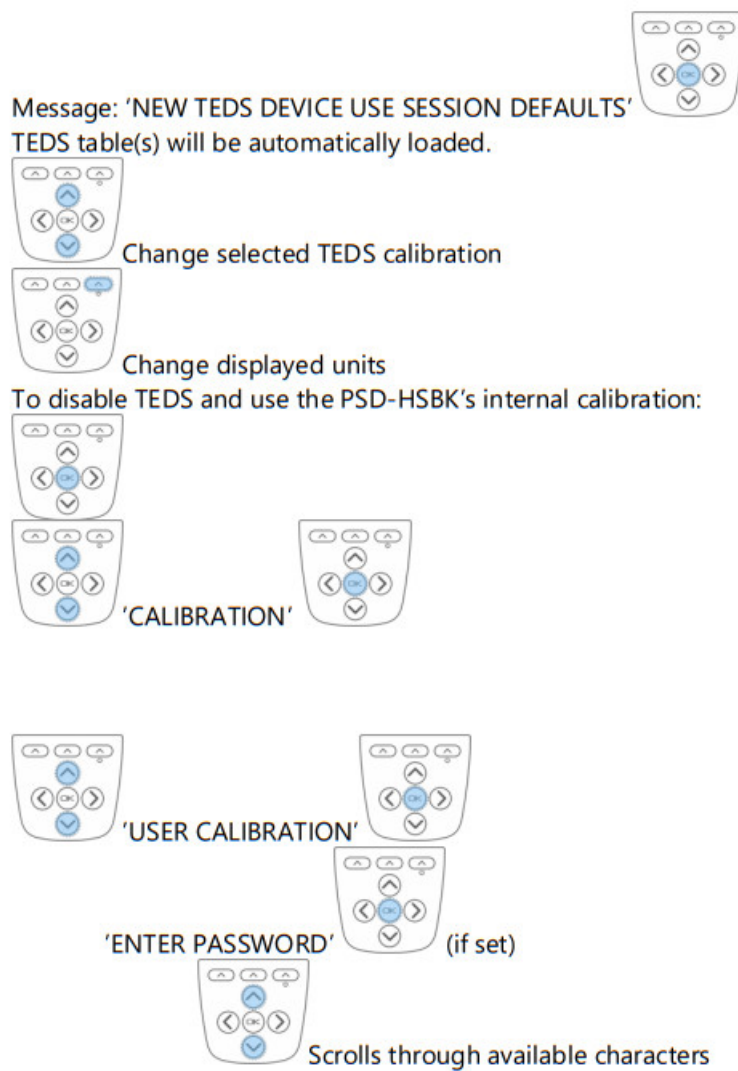 Message: 'NEW TEDS DEVICE USE SESSION DEFAULTS'
TEDS table(s) will be automatically loaded.
Change selected TEDS calibration
Change displayed units
To disable TEDS and use the PSD-HSBK's internal calibration:
OK
'CALIBRATION'
'USER CALIBRATION'
'ENTER PASSWORD' (if set)
Scrolls through available characters